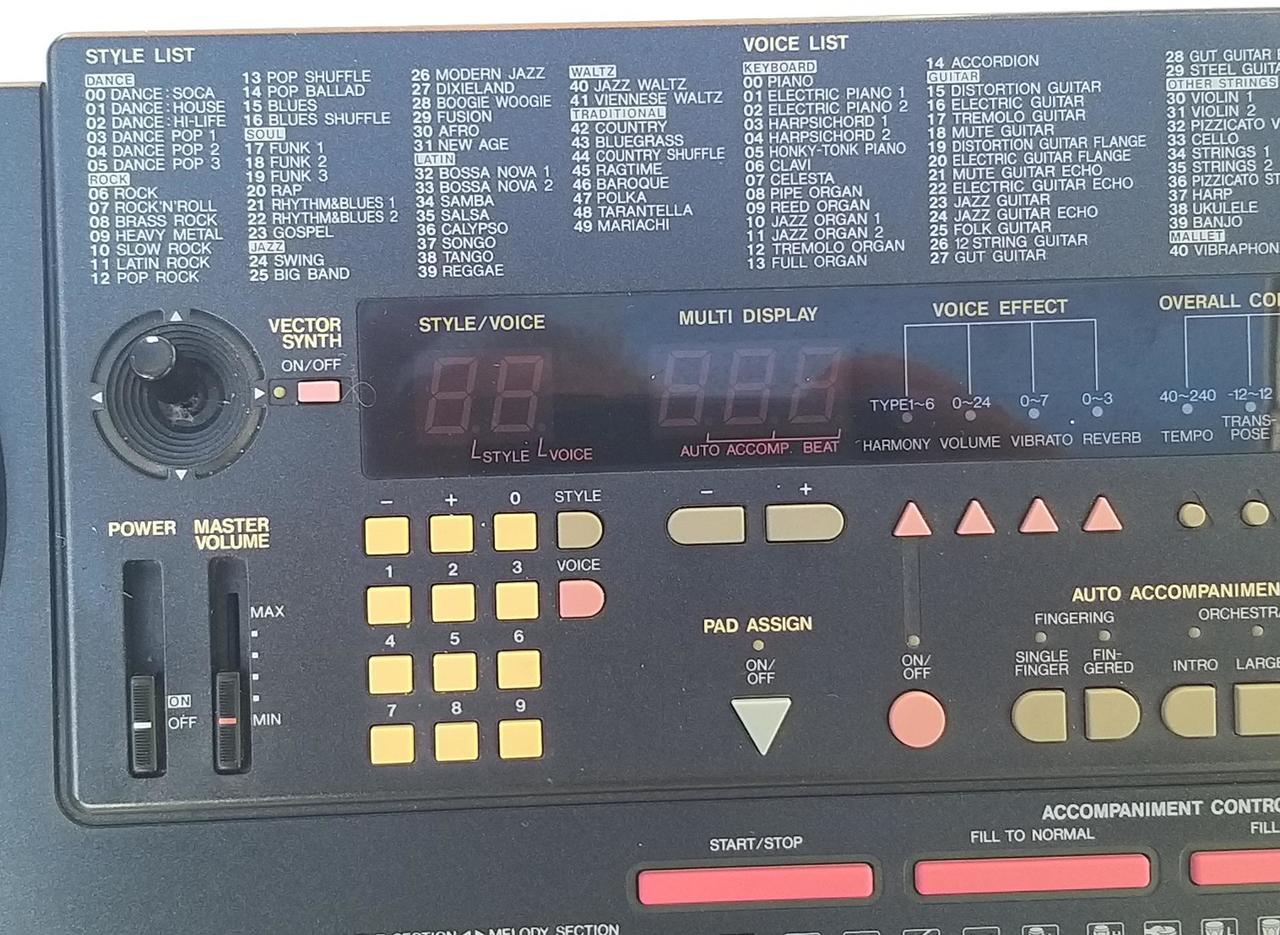 STYLE LIST
DANCE
00 DANCE:SOCA
01 DANCE:HOUSE
02 DANCE:HI-LIFE
03 DANCE POP 1
04 DANCE POP 2
05 DANCE POP 3
ROCK
06 ROCK
07 ROCK'N'ROLL
08 BRASS ROCK
09 HEAVY METAL
10 SLOW ROCK
11 LATIN ROCK
12 POP ROCK
13 POP SHUFFLE
14 POP BALLAD
15 BLUES
16 BLUES SHUFFLE
SOUL
17 FUNK 1
18 FUNK 2
19 FUNK 3
20 RAP
21 RHYTHM&BLUES 1
22 RHYTHM&BLUES 2
23 GOSPEL
JAZZ
24 SWING
25 BIG BAND
26 MODERN JAZZ
27 DIXIELAND
28 BOOGIE WOOGIE
29 FUSION
30 AFRO
31 NEW AGE
LATIN
32 BOSSA NOVA 1
33 BOSSA NOVA 2
34 SAMBA
35 SALSA
36 CALYPSO
37 SONGO
38 TANGO
39 REGGAE
WALTZ
40 JAZZ WALTZ
41 VIENNESE WALTZ
TRADITIONAL
42 COUNTRY
43 BLUEGRASS
44 COUNTRY SHUFFLE
45 RAGTIME
46 BAROQUE
47 POLKA
48 TARANTELLA
49 MARIACHI
VOICE LIST
KEYBOARD
00 PIANO
01 ELECTRIC PIANO 1
02 ELECTRIC PIANO 2
03 HARPSICHORD 1
04 HARPSICHORD 2
05 HONKY-TONK PIANO
06 CLAVI
07 CELESTA
08 PIPE ORGAN
09 REED ORGAN
10 JAZZ ORGAN 1
11 JAZZ ORGAN 2
12 TREMOLO ORGAN
13 FULL ORGAN
14 ACCORDION
GUITAR
15 DISTORTION GUITAR
16 ELECTRIC GUITAR
17 TREMOLO GUITAR
18 MUTE GUITAR
19 DISTORTION GUITAR FLANGE
20 ELECTRIC GUITAR FLANGE
21 MUTE GUITAR ECHO
22 ELECTRIC GUITAR ECHO
23 JAZZ GUITAR
24 JAZZ GUITAR ECHO
25 FOLK GUITAR
26 12 STRING GUITAR
27 GUT GUITAR
28 GUT GUITAR
29 STEEL GUITA
OTHER STRINGS
30 VIOLIN 1
31 VIOLIN 2
32 PIZZICATO V
33 CELLO
34 STRINGS 1
35 STRINGS 2
36 PIZZICATO ST
37 HARP
38 UKULELE
39 BANJO
MALLET
40 VIBRAPHON
VECTOR
SYNTH
ON/OFF
STYLE/VOICE
STYLE VOICE
MULTI DISPLAY
AUTO ACCOMP. BEAT
VOICE EFFECT
TYPE1~6 0~24 0~7 0~3
HARMONY VOLUME VIBRATO REVERB
OVERALL CO
40~240 -12~12
TEMPO TRANS-
POSE
POWER
ON
OFF
MASTER
VOLUME
MAX
MIN
− + 0 STYLE
VOICE
1 2 3
4 5 6
7 8 9
− +
PAD ASSIGN
ON/
OFF
ON/
OFF
AUTO ACCOMPANIMEN
FINGERING
ORCHESTRA
SINGLE
FINGER
FIN-
GERED
INTRO
LARGE
ACCOMPANIMENT CONTRO
START/STOP
FILL TO NORMAL
FILL
SECTION ◀▶ MELODY SECTION